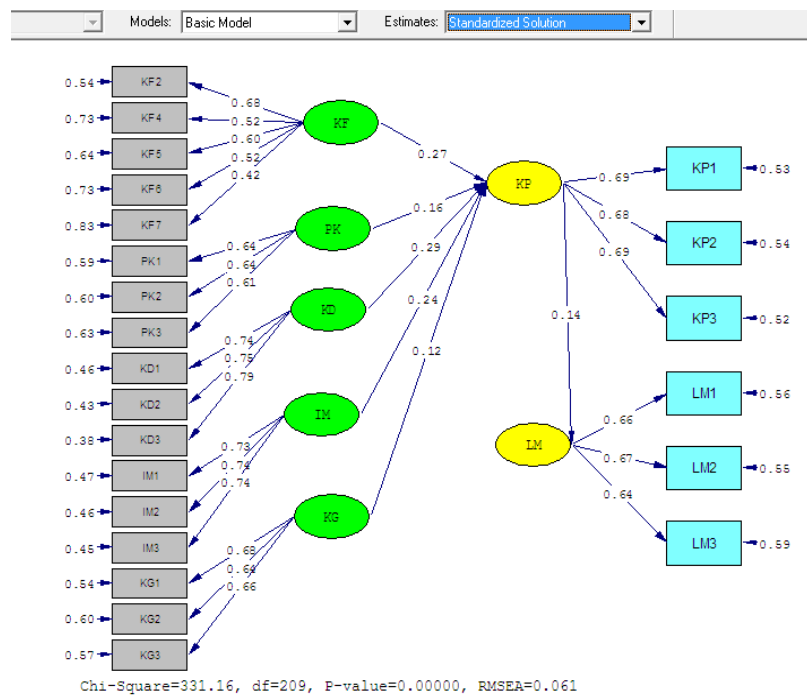 Models: Basic Model Estimates: Standardized Solution
0.54 KF2
0.68
0.73 KF4
0.52
KF
0.64 KF5
0.60
0.27
0.73 KF6
0.52
0.42
KP
0.69
KP1 0.53
0.83 KF7
0.16
0.68
0.59 PK1
0.64
PK
0.64
0.29
KP2 0.54
0.69
0.60 PK2
0.61
0.63 PK3
KD
0.24
0.14
KP3 0.52
0.46 KD1
0.74
0.75
0.79
0.12
0.43 KD2
LM1 0.56
0.38 KD3
IM
0.66
0.47 IM1
0.73
0.74
0.74
LM
0.67
LM2 0.55
0.46 IM2
0.64
0.45 IM3
KG
0.54 KG1
0.68
0.64
0.66
LM3 0.59
0.60 KG2
0.57 KG3
Chi-Square=331.16, df=209, P-value=0.00000, RMSEA=0.061